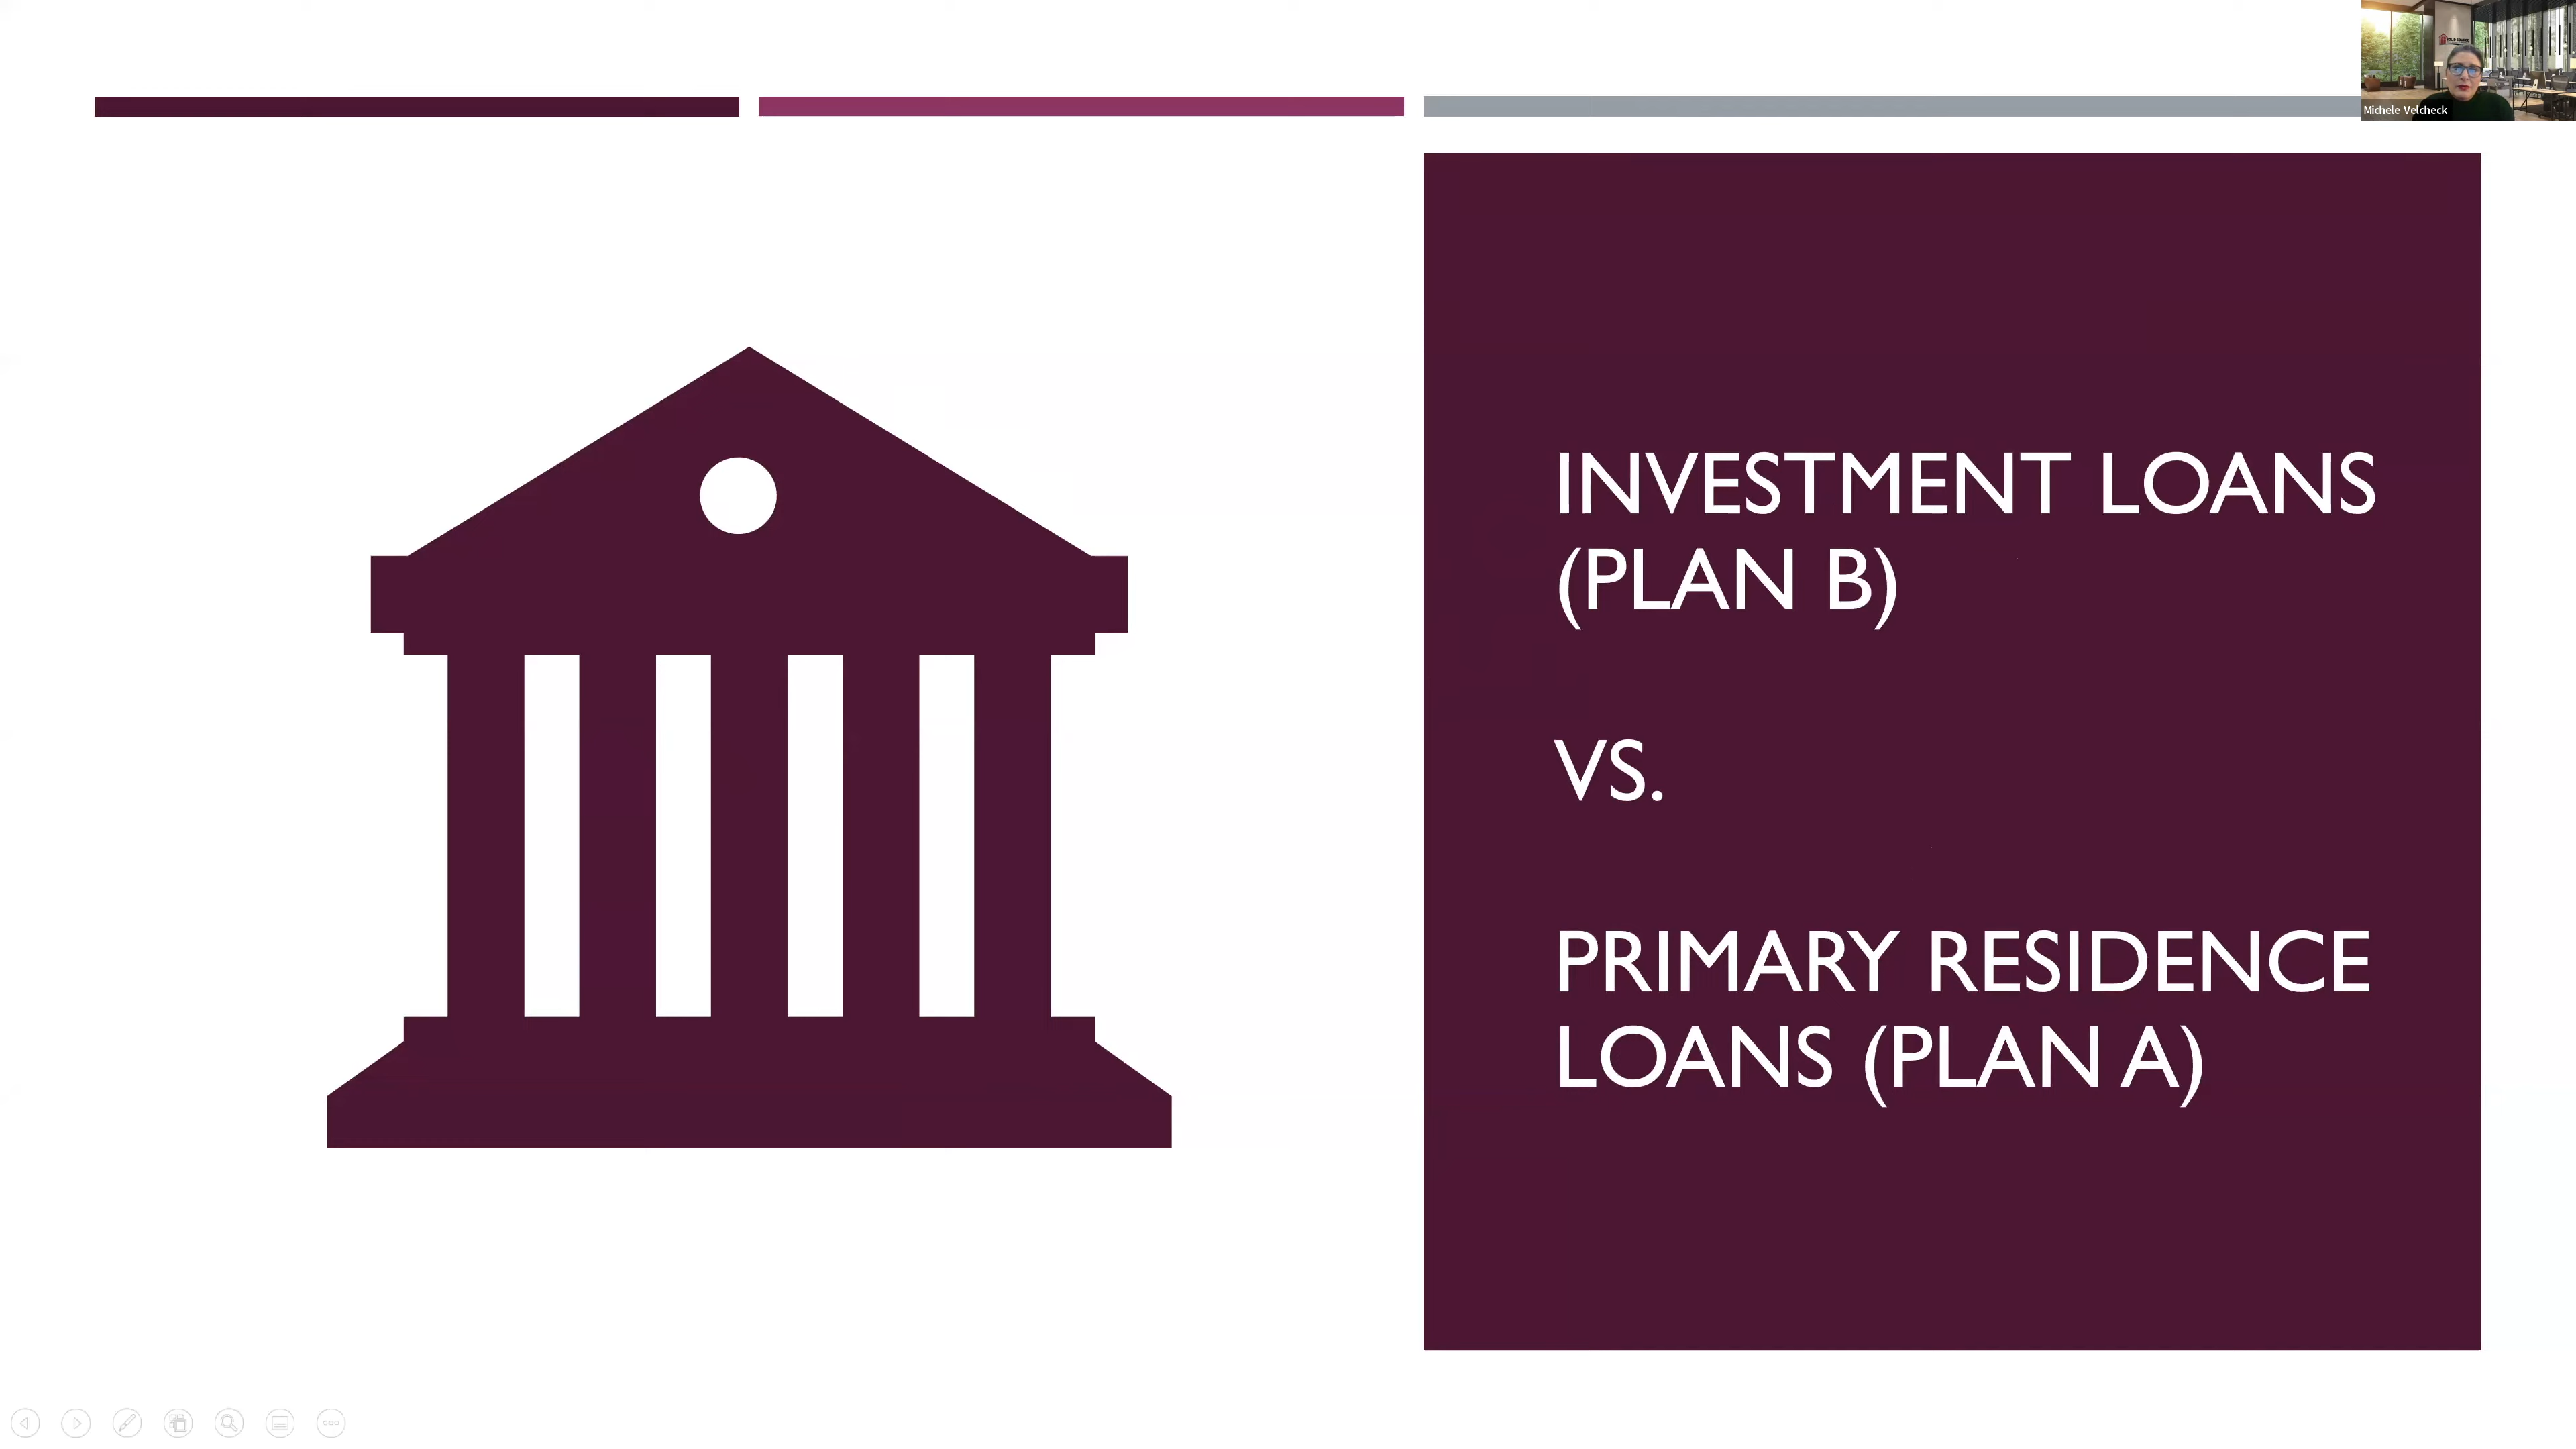 Michele Velcheck
INVESTMENT LOANS
(PLAN B)
VS.
PRIMARY RESIDENCE
LOANS (PLAN A)